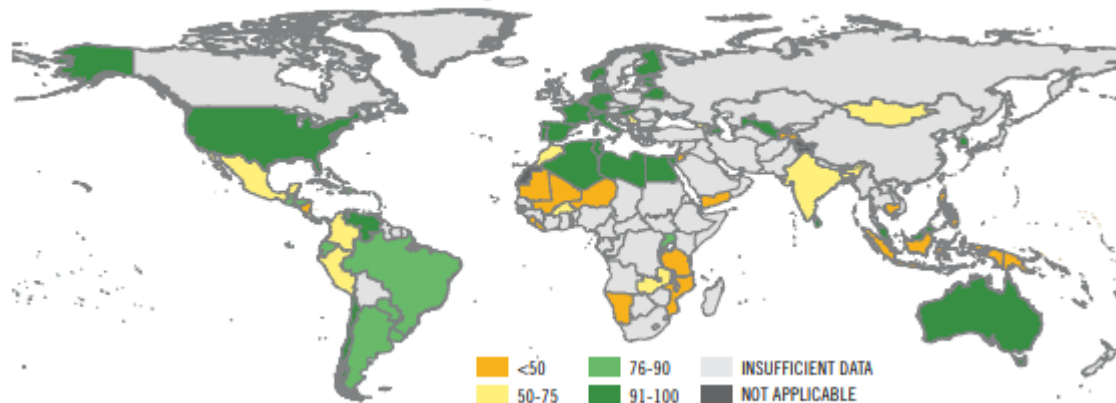 <50 76-90 INSUFFICIENT DATA
50-75 91-100 NOT APPLICABLE